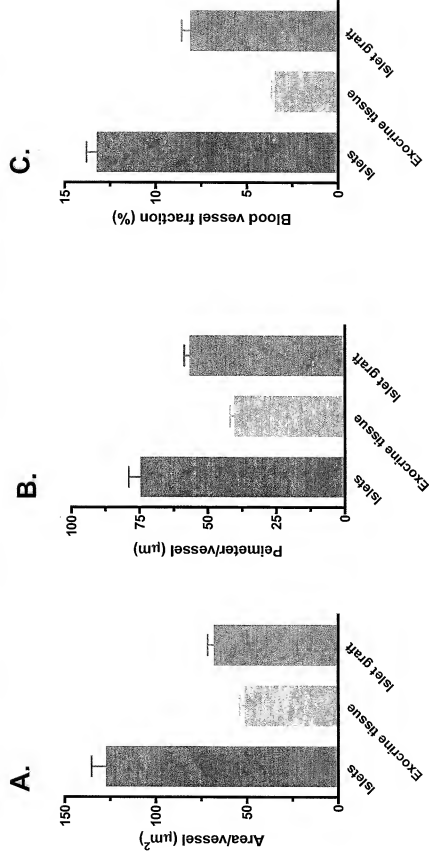 A.
Area/vessel (µm²)
150
100
50
0
Islets
Exocrine tissue
Islet graft
B.
Peimeter/vessel (µm)
100
75
50
25
0
Islets
Exocrine tissue
Islet graft
C.
Blood vessel fraction (%)
15
10
5
0
Islets
Exocrine tissue
Islet graft